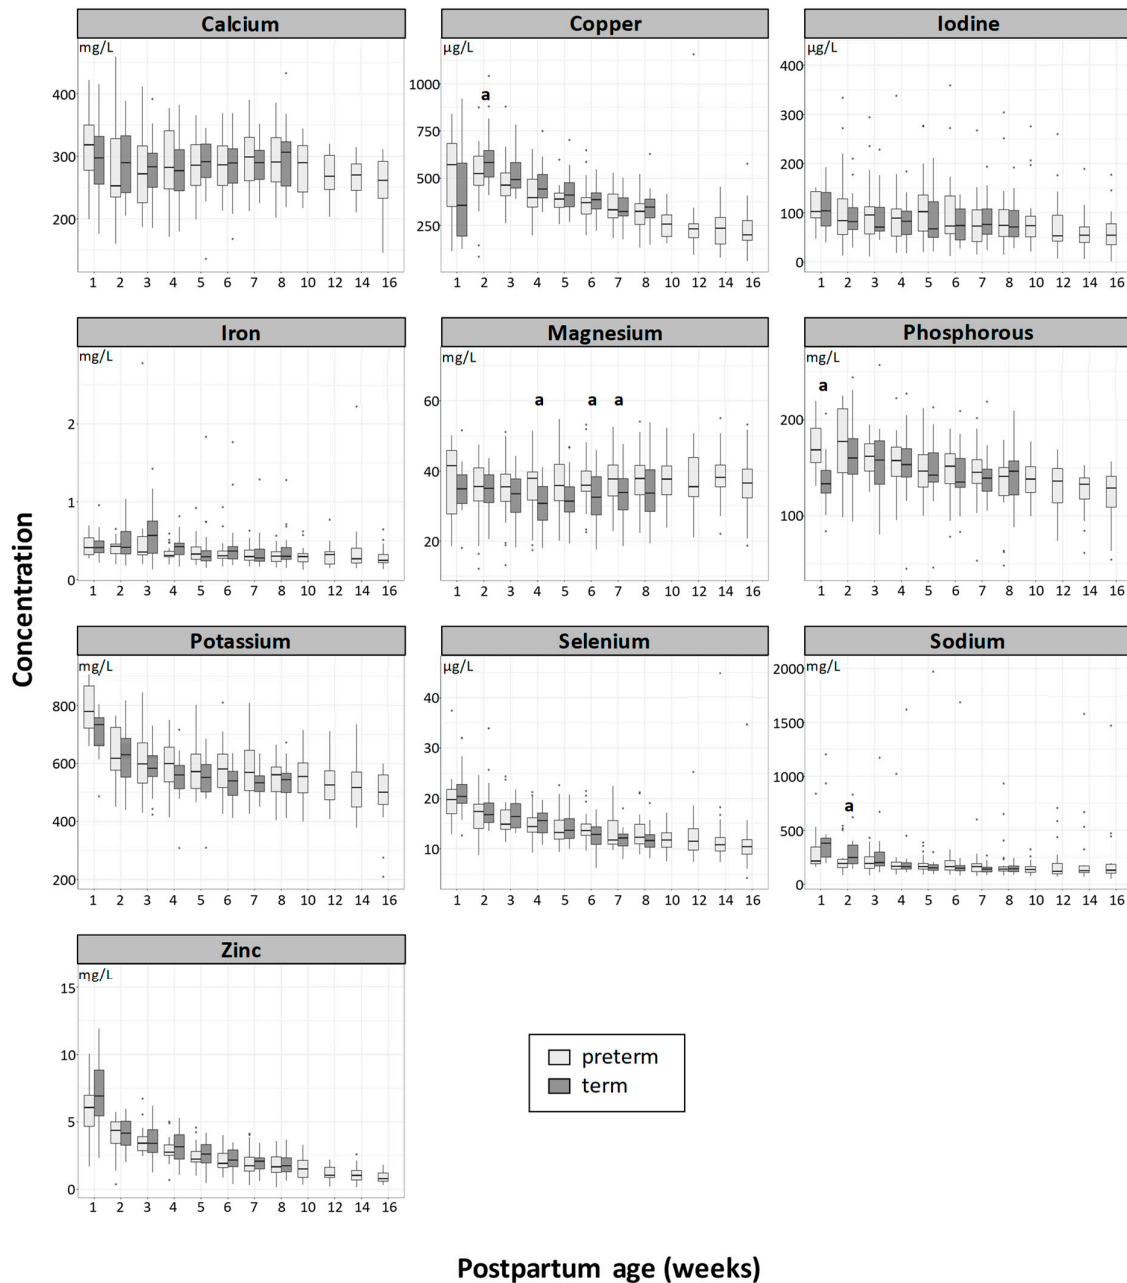 Calcium
Copper
Iodine
mg/L
µg/L
µg/L
400
300
200
1000
750
500
250
a
400
300
200
100
0
1 2 3 4 5 6 7 8 10 12 14 16
1 2 3 4 5 6 7 8 10 12 14 16
1 2 3 4 5 6 7 8 10 12 14 16
Iron
Magnesium
Phosphorous
mg/L
mg/L
mg/L
2
1
0
60
40
20
a a a
200
100
a
1 2 3 4 5 6 7 8 10 12 14 16
1 2 3 4 5 6 7 8 10 12 14 16
1 2 3 4 5 6 7 8 10 12 14 16
Concentration
Potassium
Selenium
Sodium
mg/L
µg/L
mg/L
800
600
400
200
40
30
20
10
2000
1500
1000
500
0
a
1 2 3 4 5 6 7 8 10 12 14 16
1 2 3 4 5 6 7 8 10 12 14 16
1 2 3 4 5 6 7 8 10 12 14 16
Zinc
mg/L
15
10
5
0
1 2 3 4 5 6 7 8 10 12 14 16
preterm
term
Postpartum age (weeks)